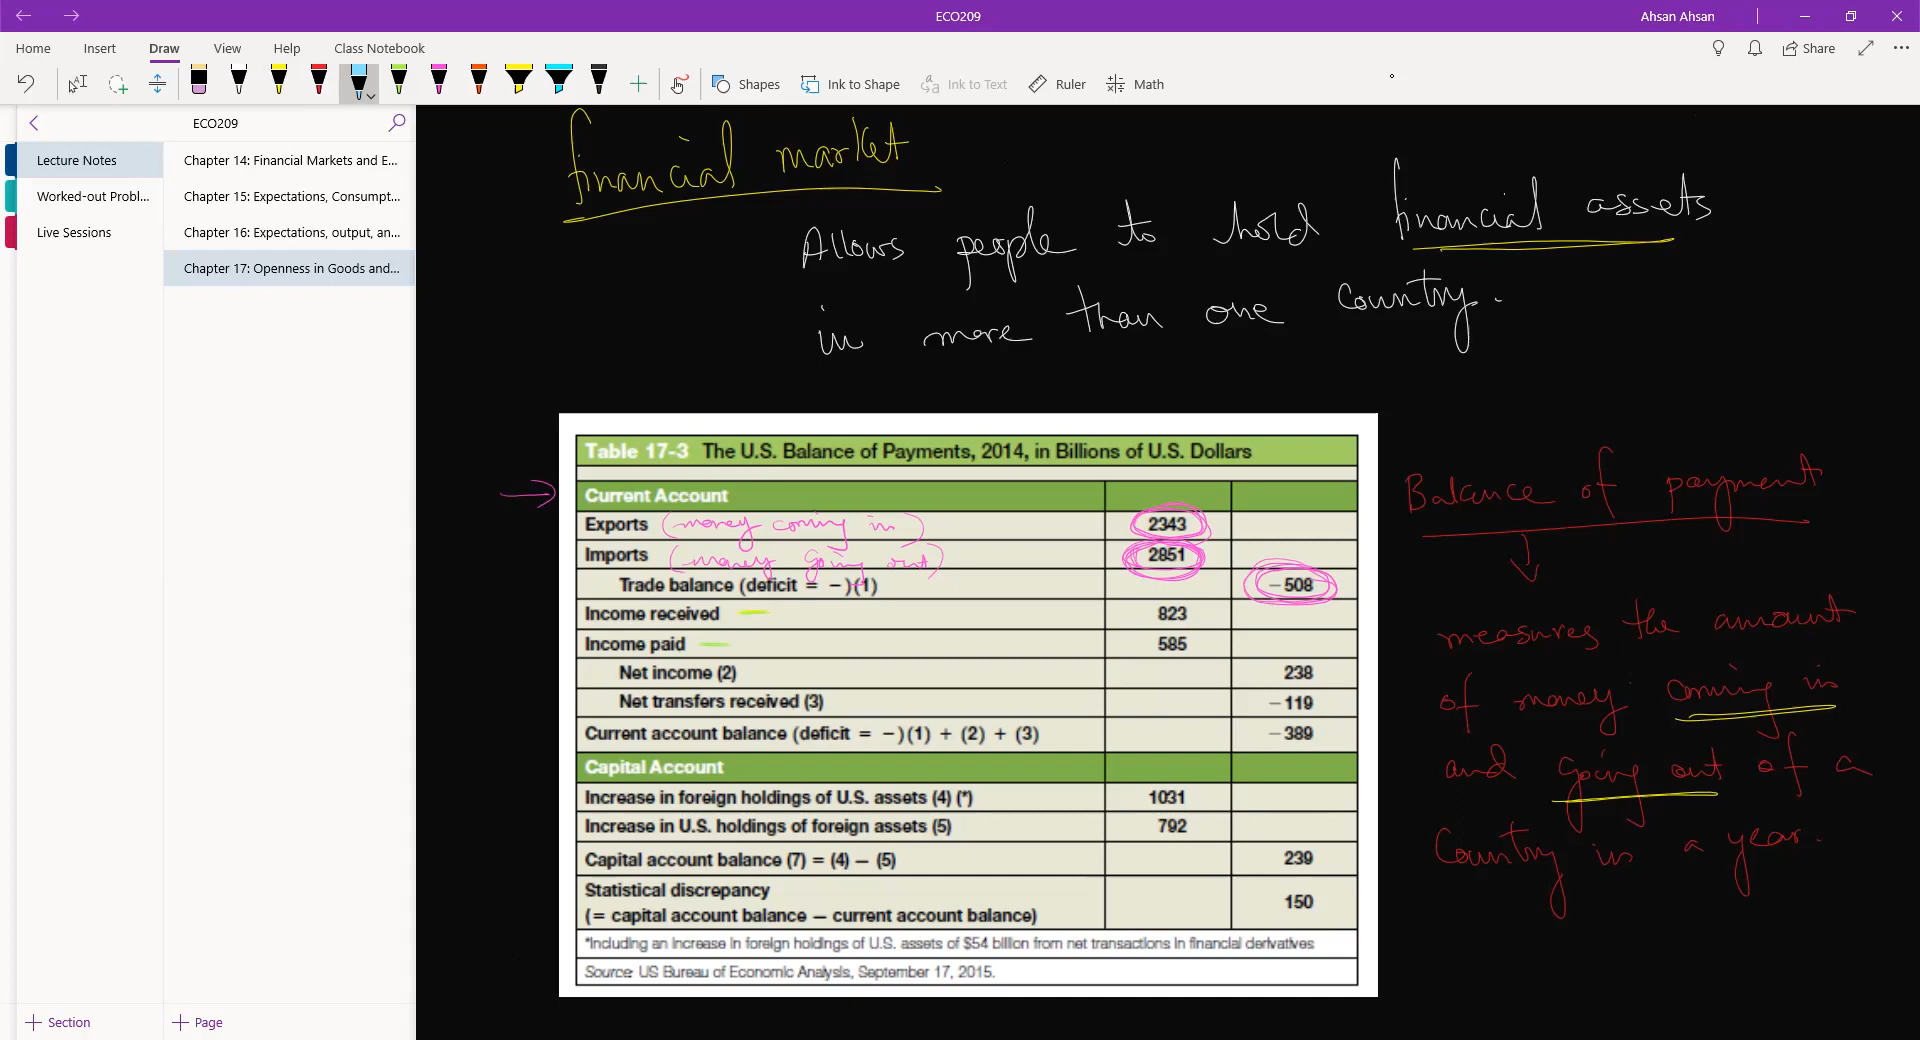 ECO209
Ahsan Ahsan
Home Insert Draw View Help Class Notebook
Share
Shapes Ink to Shape Ink to Text Ruler Math
ECO209
Lecture Notes
Worked-out Probl...
Live Sessions
Chapter 14: Financial Markets and E...
Chapter 15: Expectations, Consumpt...
Chapter 16: Expectations, output, an...
Chapter 17: Openness in Goods and...
Section
Page
financial market
Allows people to hold financial assets
in more than one Country.
Table 17-3 The U.S. Balance of Payments, 2014, in Billions of U.S. Dollars
Current Account
Exports (money coming in) 2343
Imports (money going out) 2851
Trade balance (deficit = −)(1) −508
Income received 823
Income paid 585
Net income (2) 238
Net transfers received (3) −119
Current account balance (deficit = −)(1) + (2) + (3) −389
Capital Account
Increase in foreign holdings of U.S. assets (4) (*) 1031
Increase in U.S. holdings of foreign assets (5) 792
Capital account balance (7) = (4) − (5) 239
Statistical discrepancy
(= capital account balance − current account balance) 150
*Including an increase in foreign holdings of U.S. assets of $54 billion from net transactions in financial derivatives
Source: US Bureau of Economic Analysis, September 17, 2015.
Balance of payment
measures the amount
of money coming in
and going out of a
Country in a year.